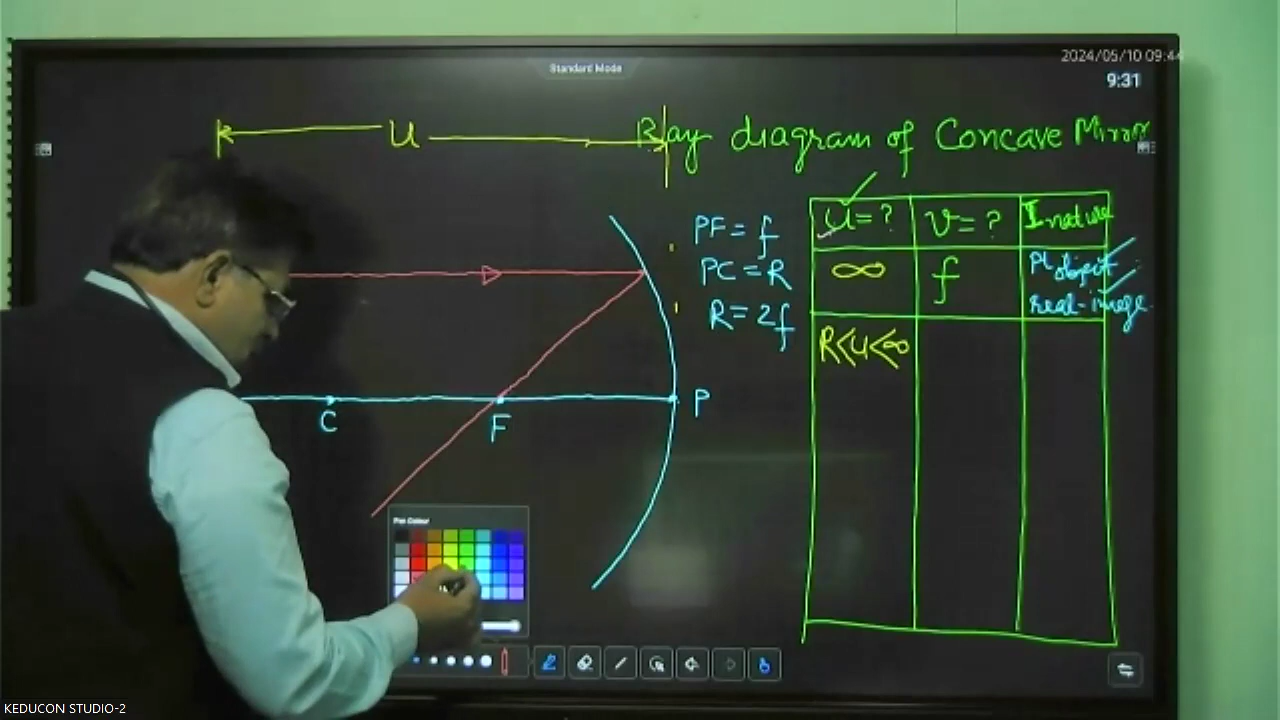 2024/05/10 09:44
Standard Mode
9:31
u
Ray diagram of Concave Mirror
PF = f
PC = R
R = 2f
u = ?
v = ?
I nature
∞
f
Pt object
real-image
R<u<∞
C
F
P
Pen Colour
KEDUCON STUDIO-2